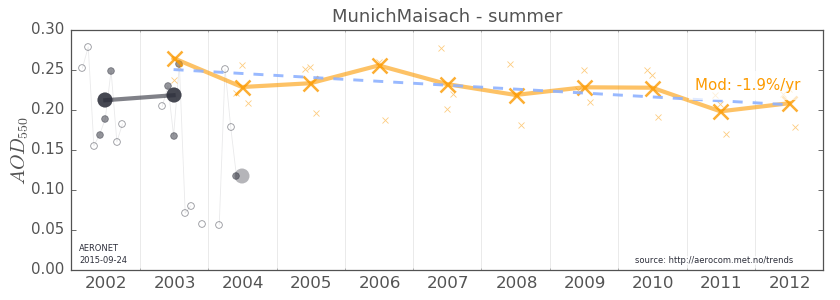 MunichMaisach - summer
0.30
0.25
0.20
0.15
0.10
0.05
0.00
AOD550
Mod: -1.9%/yr
AERONET
2015-09-24
source: http://aerocom.met.no/trends
2002 2003 2004 2005 2006 2007 2008 2009 2010 2011 2012